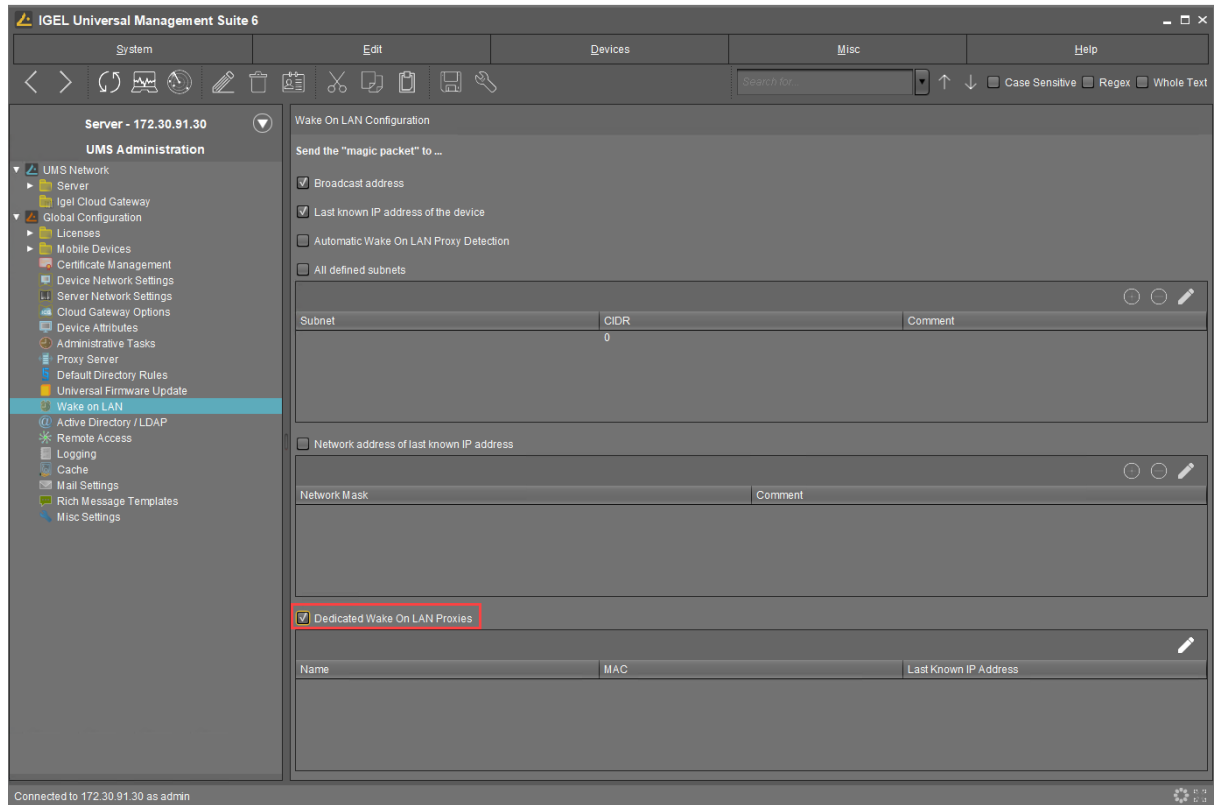 IGEL Universal Management Suite 6
System Edit Devices Misc Help
Search for...
Case Sensitive Regex Whole Text
Server - 172.30.91.30
UMS Administration
UMS Network
Server
Igel Cloud Gateway
Global Configuration
Licenses
Mobile Devices
Certificate Management
Device Network Settings
Server Network Settings
Cloud Gateway Options
Device Attributes
Administrative Tasks
Proxy Server
Default Directory Rules
Universal Firmware Update
Wake on LAN
Active Directory / LDAP
Remote Access
Logging
Cache
Mail Settings
Rich Message Templates
Misc Settings
Wake On LAN Configuration
Send the "magic packet" to ...
Broadcast address
Last known IP address of the device
Automatic Wake On LAN Proxy Detection
All defined subnets
Subnet CIDR Comment
0
Network address of last known IP address
Network Mask Comment
Dedicated Wake On LAN Proxies
Name MAC Last Known IP Address
Connected to 172.30.91.30 as admin